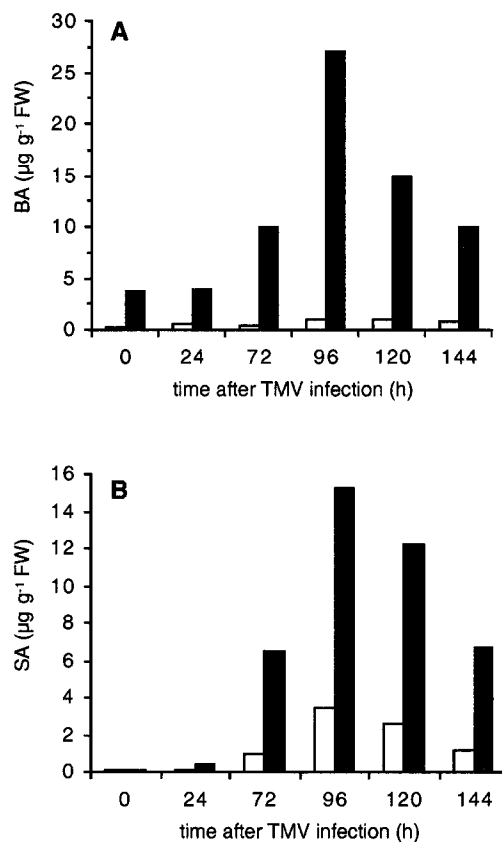 A
30
25
20
15
10
5
0
BA (µg g⁻¹ FW)
0 24 72 96 120 144
time after TMV infection (h)
B
16
14
12
10
8
6
4
2
0
SA (µg g⁻¹ FW)
0 24 72 96 120 144
time after TMV infection (h)